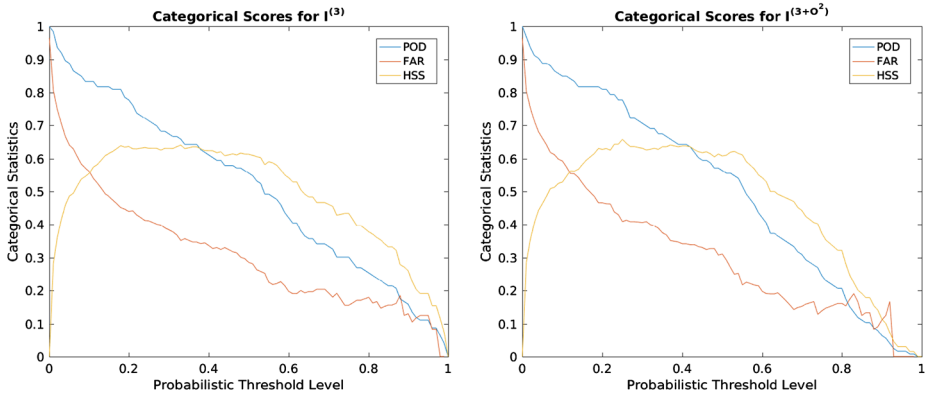 Categorical Scores for I(3)
Categorical Statistics
1
0.9
0.8
0.7
0.6
0.5
0.4
0.3
0.2
0.1
0
POD
FAR
HSS
0 0.2 0.4 0.6 0.8 1
Probabilistic Threshold Level
Categorical Scores for I(3+O2)
Categorical Statistics
1
0.9
0.8
0.7
0.6
0.5
0.4
0.3
0.2
0.1
0
POD
FAR
HSS
0 0.2 0.4 0.6 0.8 1
Probabilistic Threshold Level